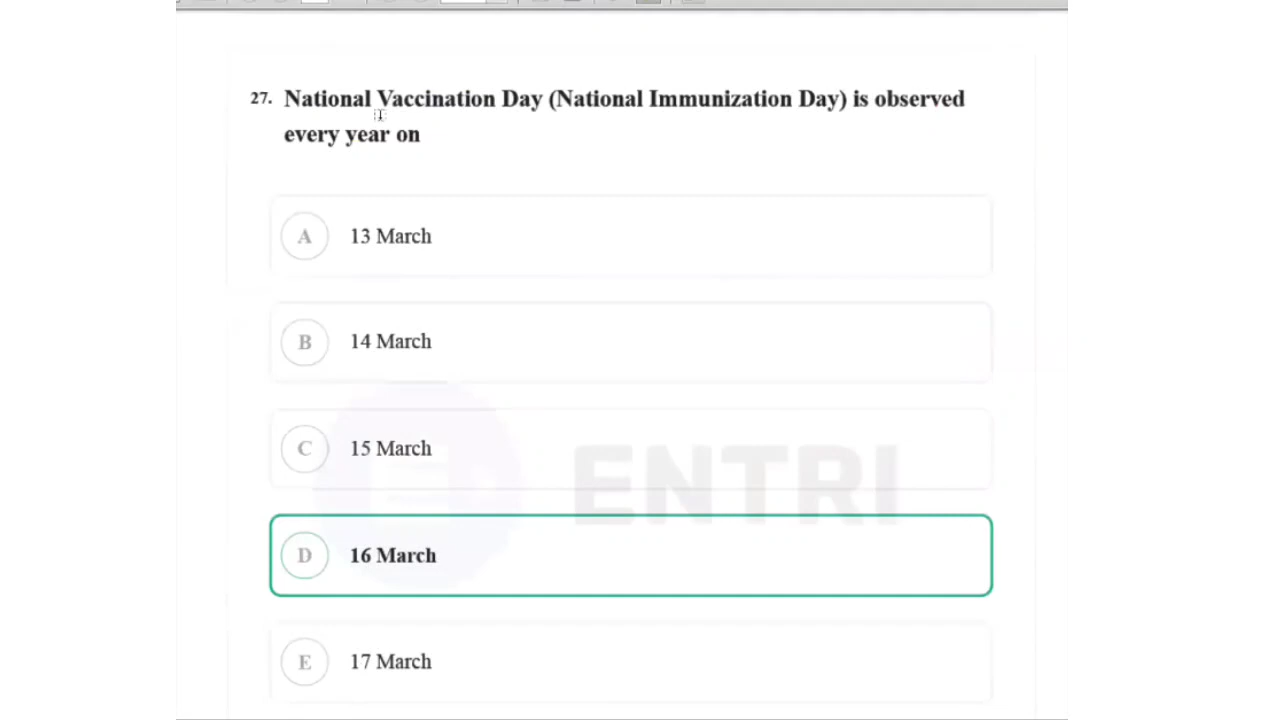 27. National Vaccination Day (National Immunization Day) is observed
every year on
A 13 March
B 14 March
C 15 March
ENTRI
D 16 March
E 17 March